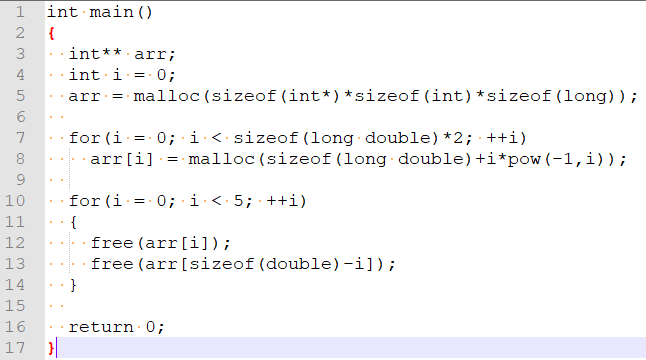 1 int main()
2 {
3   int** arr;
4   int i = 0;
5   arr = malloc(sizeof(int*)*sizeof(int)*sizeof(long));
6
7   for(i = 0; i < sizeof(long double)*2; ++i)
8     arr[i] = malloc(sizeof(long double)+i*pow(-1,i));
9
10   for(i = 0; i < 5; ++i)
11   {
12     free(arr[i]);
13     free(arr[sizeof(double)-i]);
14   }
15
16   return 0;
17 }